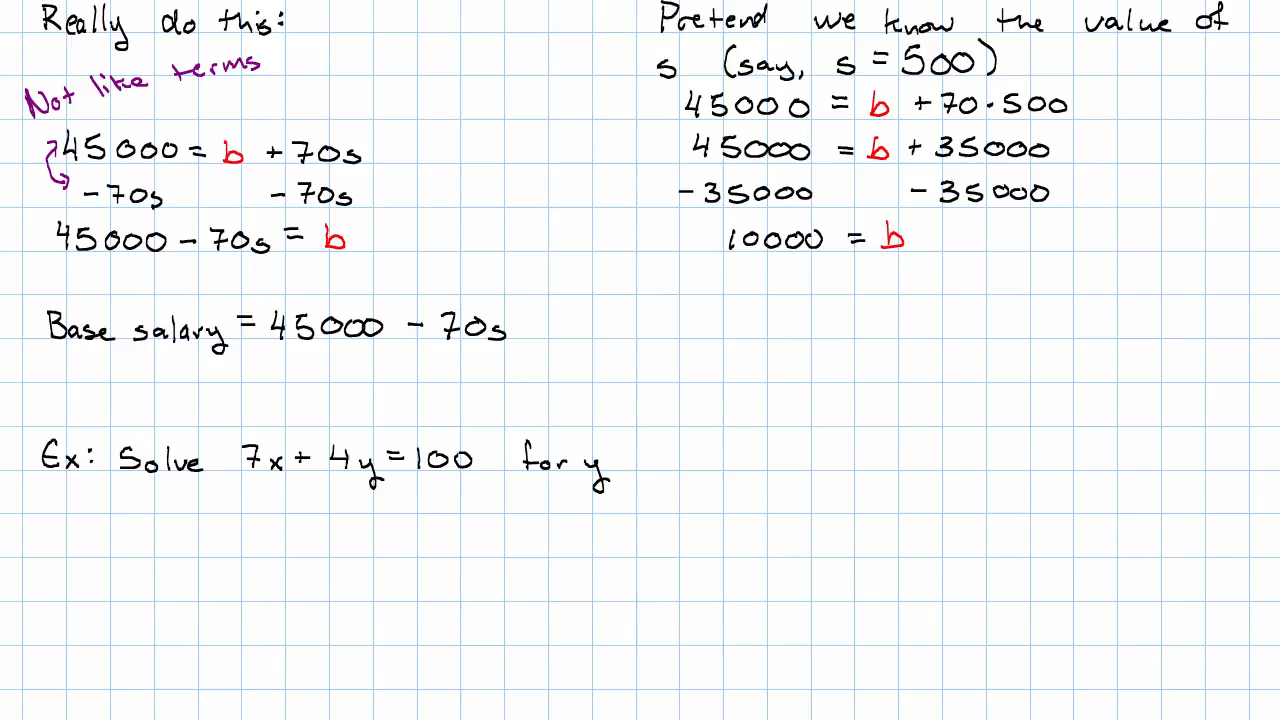 Really do this:
Not like terms
45000 = b + 70s
- 70s - 70s
45000 - 70s = b
Base salary = 45000 - 70s
Ex: Solve 7x + 4y = 100 for y
Pretend we know the value of
s (say, s = 500)
45000 = b + 70·500
45000 = b + 35000
- 35000 - 35000
10000 = b